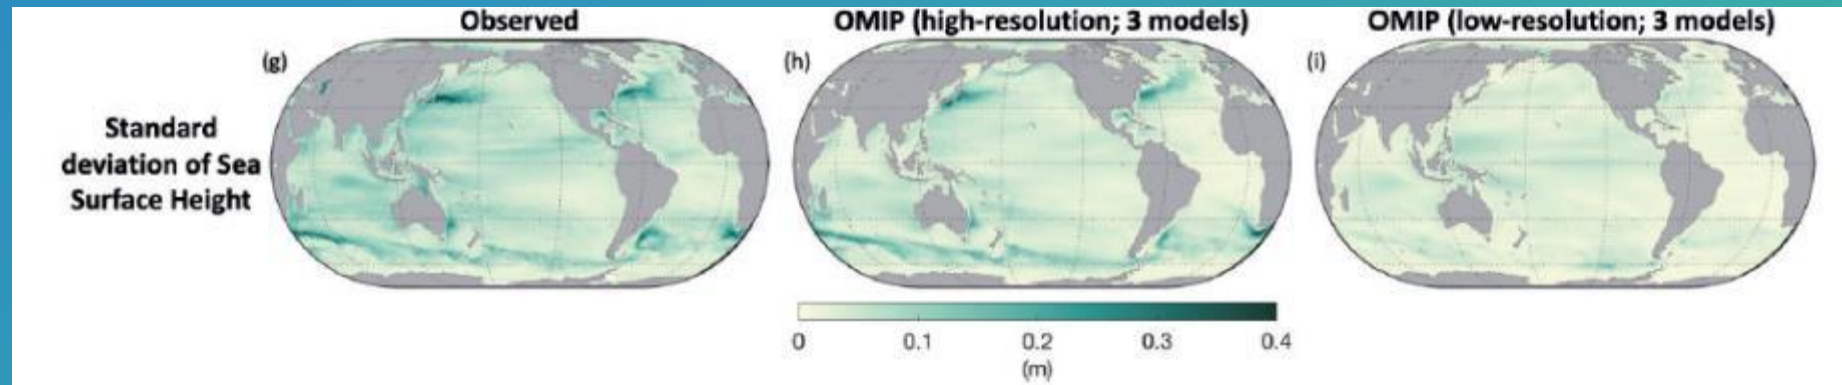 Observed
OMIP (high-resolution; 3 models)
OMIP (low-resolution; 3 models)
(g)
(h)
(i)
Standard
deviation of Sea
Surface Height
0
0.1
0.2
0.3
0.4
(m)